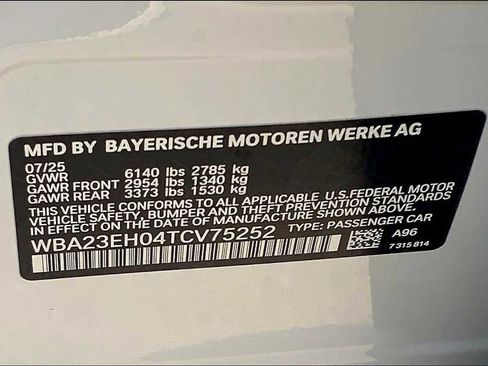 MFD BY BAYERISCHE MOTOREN WERKE AG
07/25
GVWR 6140 lbs 2785 kg
GAWR FRONT 2954 lbs 1340 kg
GAWR REAR 3373 lbs 1530 kg
THIS VEHICLE CONFORMS TO ALL APPLICABLE U.S.FEDERAL MOTOR
VEHICLE SAFETY, BUMPER AND THEFT PREVENTION STANDARDS
IN EFFECT ON THE DATE OF MANUFACTURE SHOWN ABOVE.
WBA23EH04TCV75252 TYPE: PASSENGER CAR
A96
7 315 814